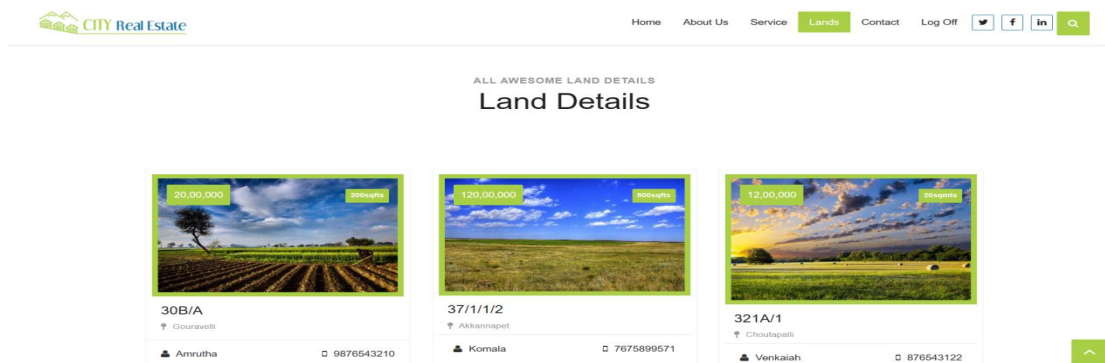 CITY Real Estate
Home About Us Service Lands Contact Log Off
ALL AWESOME LAND DETAILS
Land Details
20,00,000 200sqfts
30B/A
Gouravelli
Amrutha 9876543210
120,00,000 500sqfts
37/1/1/2
Akkannapet
Komala 7675899571
12,00,000 20sqmts
321A/1
Choutapalli
Venkaiah 876543122